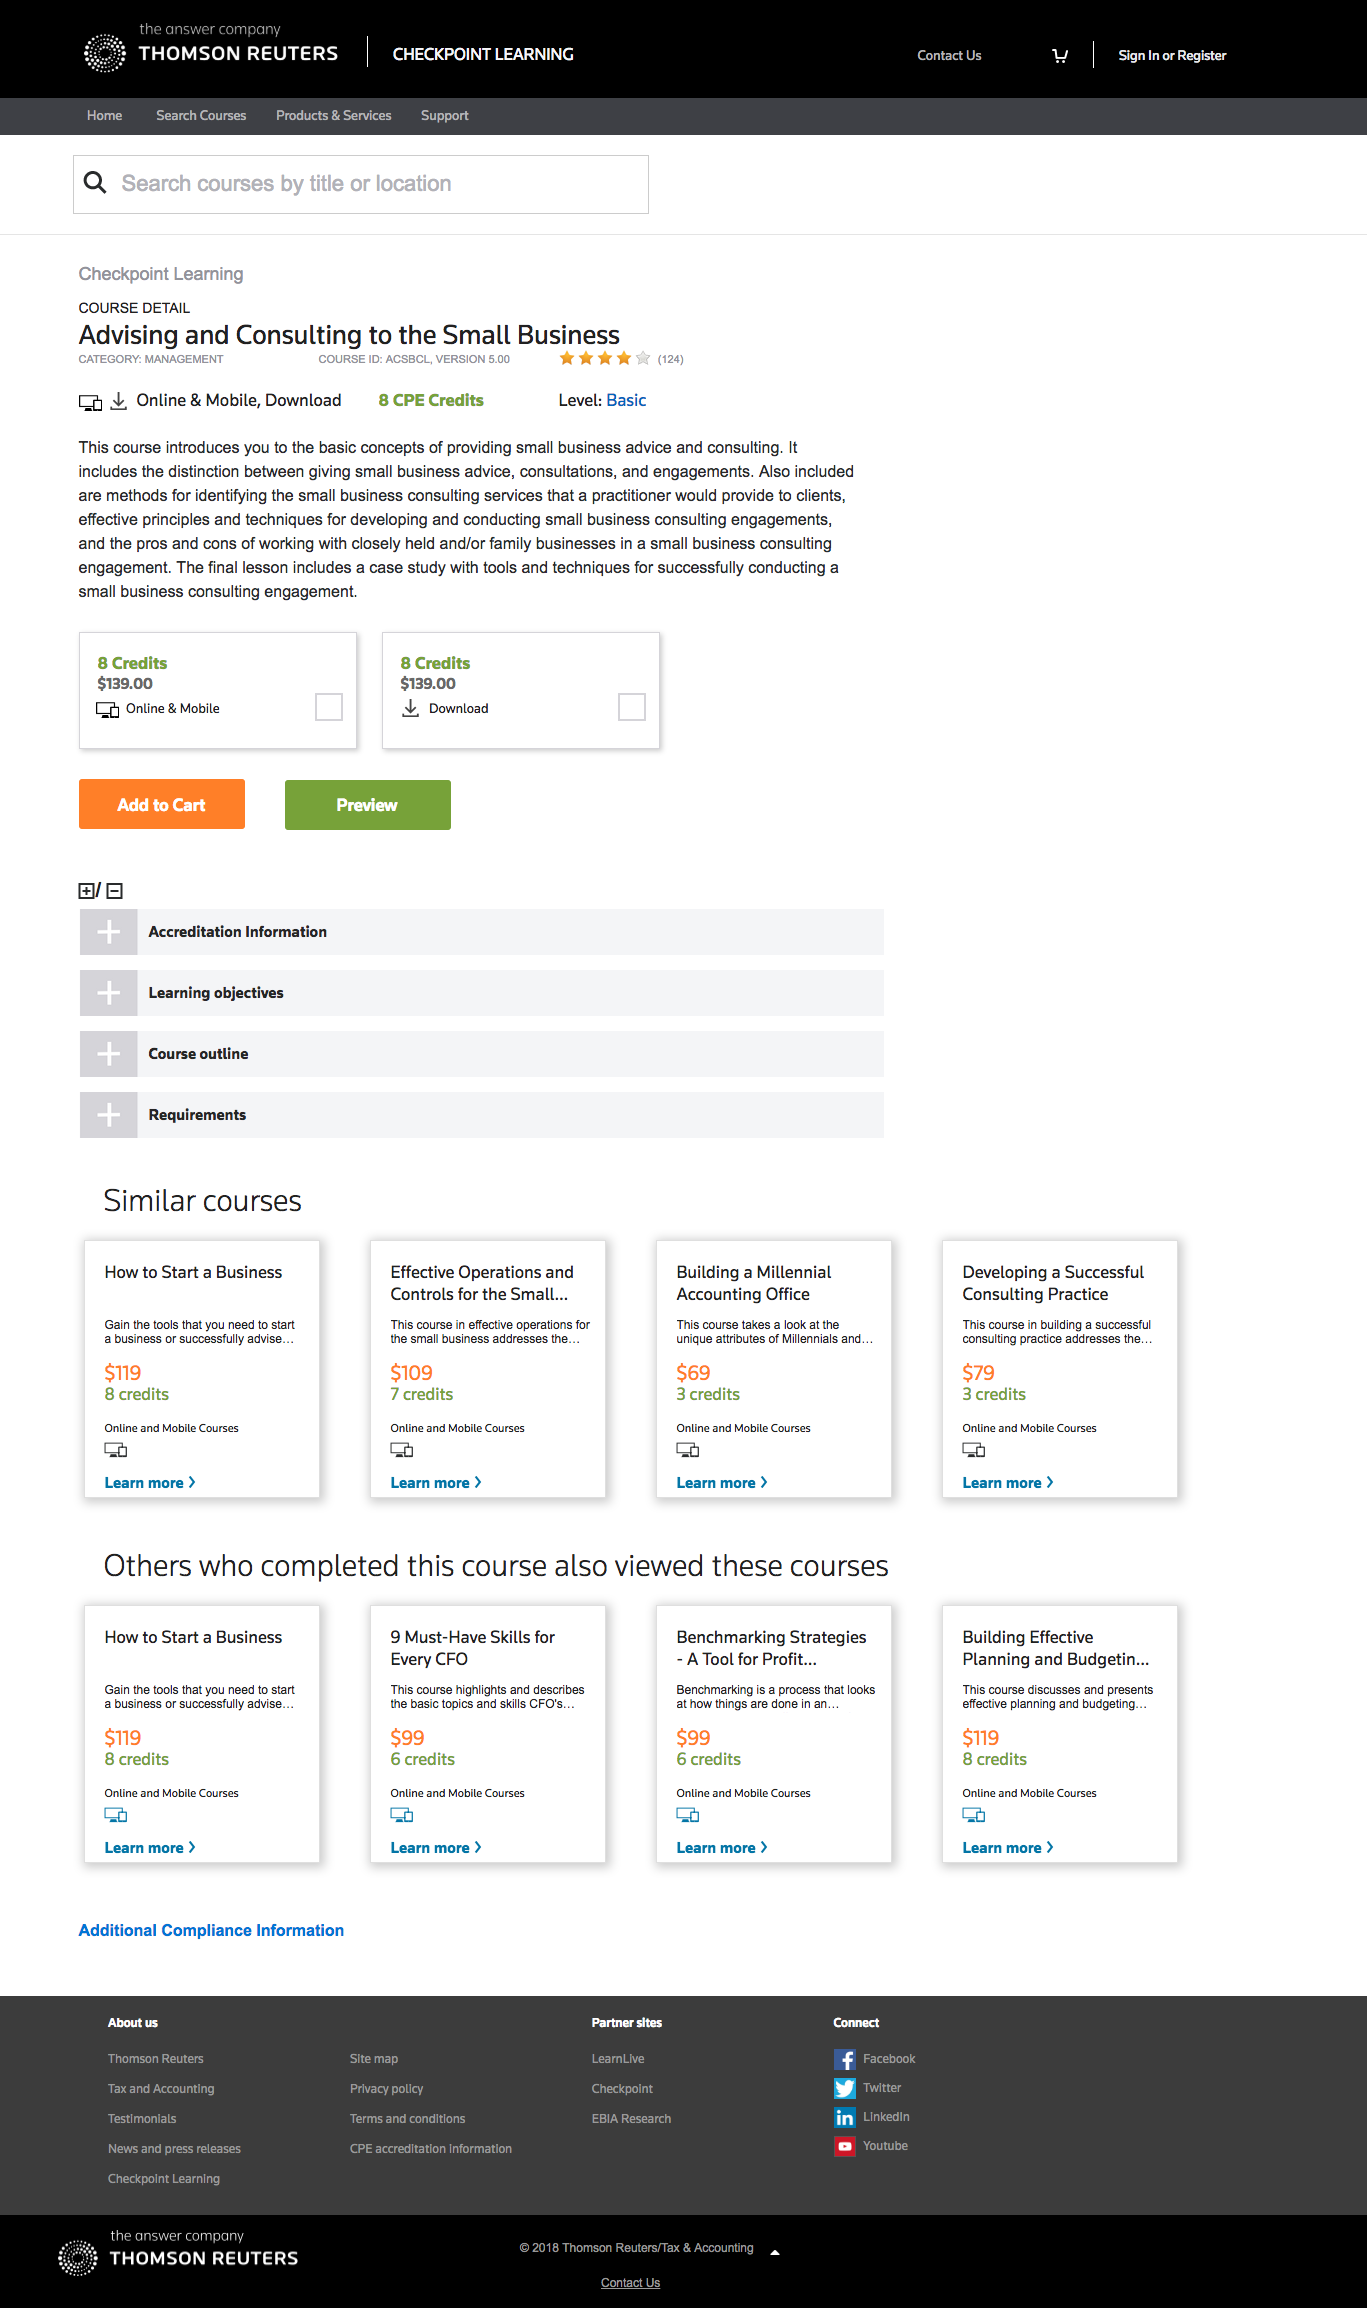 the answer company
THOMSON REUTERS
CHECKPOINT LEARNING
Contact Us
Sign In or Register
Home
Search Courses
Products & Services
Support
Search courses by title or location
Checkpoint Learning
COURSE DETAIL
Advising and Consulting to the Small Business
CATEGORY: MANAGEMENT
COURSE ID: ACSBCL, VERSION 5.00
(124)
Online & Mobile, Download
8 CPE Credits
Level: Basic
This course introduces you to the basic concepts of providing small business advice and consulting. It
includes the distinction between giving small business advice, consultations, and engagements. Also included
are methods for identifying the small business consulting services that a practitioner would provide to clients,
effective principles and techniques for developing and conducting small business consulting engagements,
and the pros and cons of working with closely held and/or family businesses in a small business consulting
engagement. The final lesson includes a case study with tools and techniques for successfully conducting a
small business consulting engagement.
8 Credits
$139.00
Online & Mobile
8 Credits
$139.00
Download
Add to Cart
Preview
/
Accreditation Information
Learning objectives
Course outline
Requirements
Similar courses
How to Start a Business
Gain the tools that you need to start
a business or successfully advise...
$119
8 credits
Online and Mobile Courses
Learn more
Effective Operations and
Controls for the Small...
This course in effective operations for
the small business addresses the...
$109
7 credits
Online and Mobile Courses
Learn more
Building a Millennial
Accounting Office
This course takes a look at the
unique attributes of Millennials and...
$69
3 credits
Online and Mobile Courses
Learn more
Developing a Successful
Consulting Practice
This course in building a successful
consulting practice addresses the...
$79
3 credits
Online and Mobile Courses
Learn more
Others who completed this course also viewed these courses
How to Start a Business
Gain the tools that you need to start
a business or successfully advise...
$119
8 credits
Online and Mobile Courses
Learn more
9 Must-Have Skills for
Every CFO
This course highlights and describes
the basic topics and skills CFO's...
$99
6 credits
Online and Mobile Courses
Learn more
Benchmarking Strategies
- A Tool for Profit...
Benchmarking is a process that looks
at how things are done in an...
$99
6 credits
Online and Mobile Courses
Learn more
Building Effective
Planning and Budgetin...
This course discusses and presents
effective planning and budgeting...
$119
8 credits
Online and Mobile Courses
Learn more
Additional Compliance Information
About us
Thomson Reuters
Tax and Accounting
Testimonials
News and press releases
Checkpoint Learning
Site map
Privacy policy
Terms and conditions
CPE accreditation information
Partner sites
LearnLive
Checkpoint
EBIA Research
Connect
Facebook
Twitter
LinkedIn
Youtube
the answer company
THOMSON REUTERS
© 2018 Thomson Reuters/Tax & Accounting
Contact Us